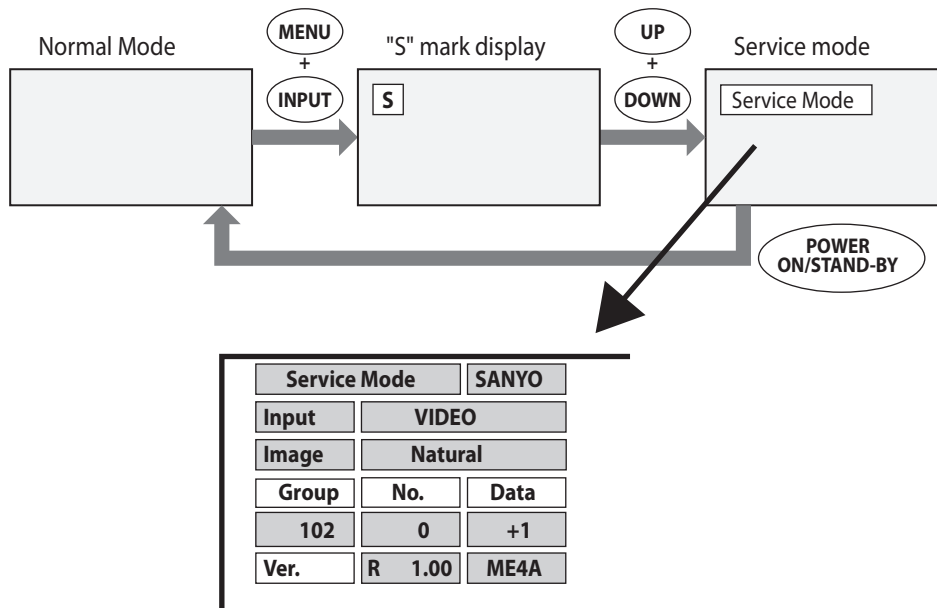 Normal Mode
MENU
+
INPUT
"S" mark display
S
UP
+
DOWN
Service mode
Service Mode
POWER
ON/STAND-BY
Service Mode SANYO
Input VIDEO
Image Natural
Group No. Data
102 0 +1
Ver. R 1.00 ME4A